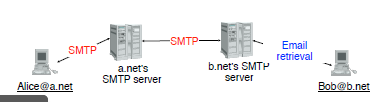 SMTP
SMTP
Email
retrieval
a.net's
SMTP server
b.net's SMTP
server
Alice@a.net
Bob@b.net